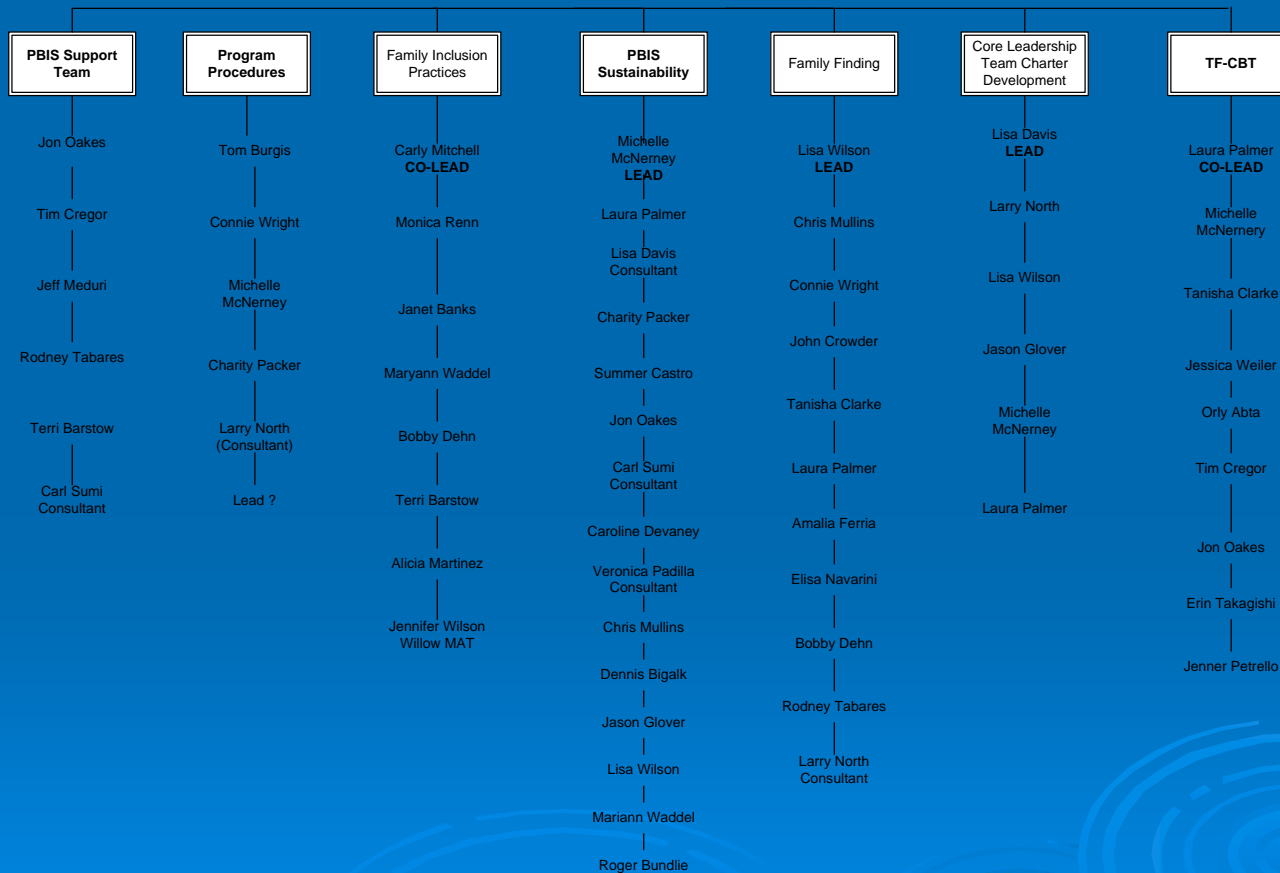 PBIS Support
Team
Jon Oakes
Tim Cregor
Jeff Meduri
Rodney Tabares
Terri Barstow
Carl Sumi
Consultant
Program
Procedures
Tom Burgis
Connie Wright
Michelle
McNerney
Charity Packer
Larry North
(Consultant)
Lead ?
Family Inclusion
Practices
Carly Mitchell
CO-LEAD
Monica Renn
Janet Banks
Maryann Waddel
Bobby Dehn
Terri Barstow
Alicia Martinez
Jennifer Wilson
Willow MAT
PBIS
Sustainability
Michelle
McNerney
LEAD
Laura Palmer
Lisa Davis
Consultant
Charity Packer
Summer Castro
Jon Oakes
Carl Sumi
Consultant
Caroline Devaney
Veronica Padilla
Consultant
Chris Mullins
Dennis Bigalk
Jason Glover
Lisa Wilson
Mariann Waddel
Roger Bundlie
Family Finding
Lisa Wilson
LEAD
Chris Mullins
Connie Wright
John Crowder
Tanisha Clarke
Laura Palmer
Amalia Ferria
Elisa Navarini
Bobby Dehn
Rodney Tabares
Larry North
Consultant
Core Leadership
Team Charter
Development
Lisa Davis
LEAD
Larry North
Lisa Wilson
Jason Glover
Michelle
McNerney
Laura Palmer
TF-CBT
Laura Palmer
CO-LEAD
Michelle
McNernery
Tanisha Clarke
Jessica Weiler
Orly Abta
Tim Cregor
Jon Oakes
Erin Takagishi
Jenner Petrello